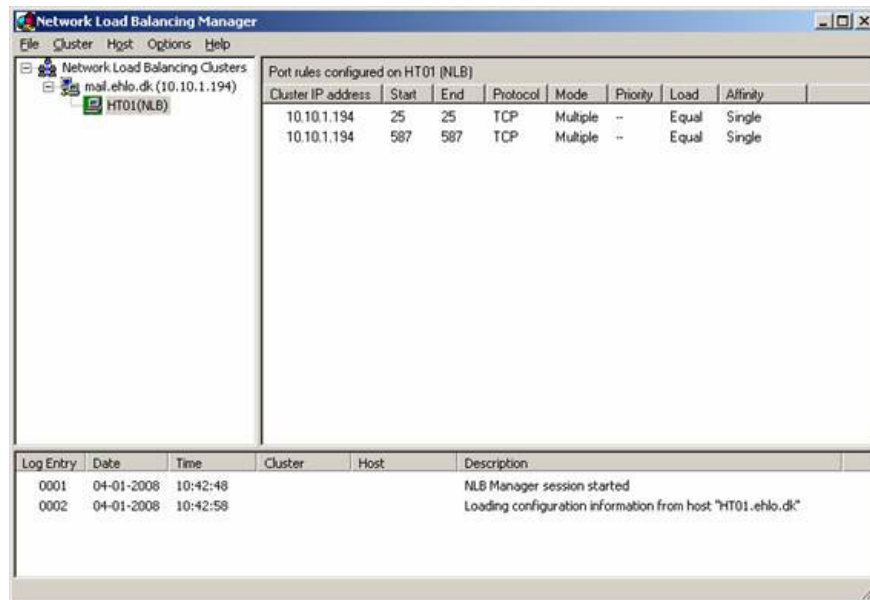 Network Load Balancing Manager
File Cluster Host Options Help
Network Load Balancing Clusters
mail.ehlo.dk (10.10.1.194)
HT01(NLB)
Port rules configured on HT01 (NLB)
Cluster IP address Start End Protocol Mode Priority Load Affinity
10.10.1.194 25 25 TCP Multiple -- Equal Single
10.10.1.194 587 587 TCP Multiple -- Equal Single
Log Entry Date Time Cluster Host Description
0001 04-01-2008 10:42:48 NLB Manager session started
0002 04-01-2008 10:42:58 Loading configuration information from host "HT01.ehlo.dk"